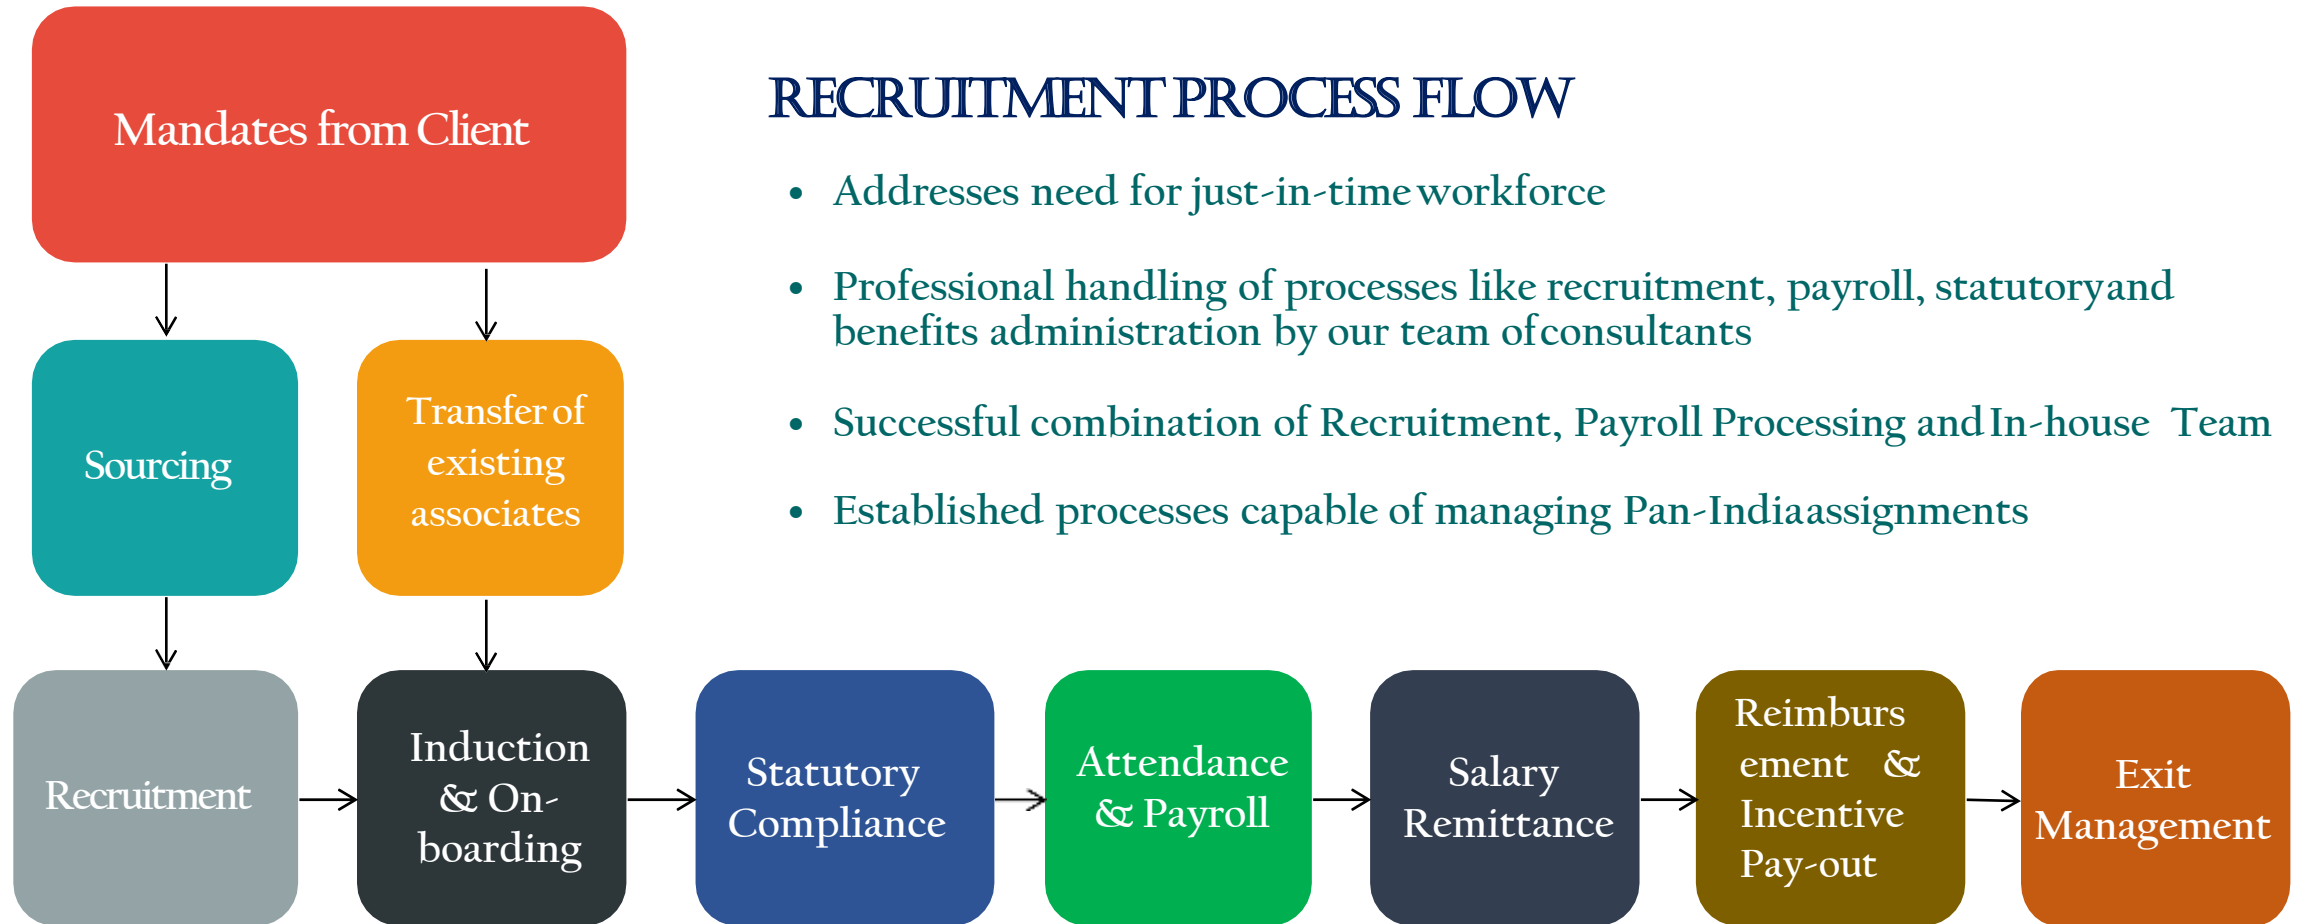 Mandates from Client
RECRUITMENT PROCESS FLOW
• Addresses need for just-in-time workforce
• Professional handling of processes like recruitment, payroll, statutory and
benefits administration by our team of consultants
• Successful combination of Recruitment, Payroll Processing and In-house Team
• Established processes capable of managing Pan-India assignments
Sourcing
Transfer of
existing
associates
Recruitment
Induction
& On-
boarding
Statutory
Compliance
Attendance
& Payroll
Salary
Remittance
Reimburs
ement &
Incentive
Pay-out
Exit
Management